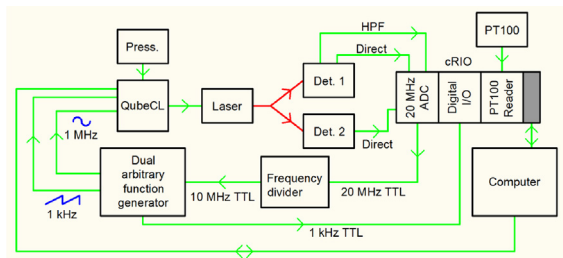 HPF
PT100
Press.
Direct
cRIO
QubeCL
Laser
Det. 1
Det. 2
20 MHz
ADC
Digital
I/O
PT100
Reader
1 MHz
Direct
Dual
arbitrary
function
generator
Frequency
divider
Computer
10 MHz TTL
20 MHz TTL
1 kHz
1 kHz TTL